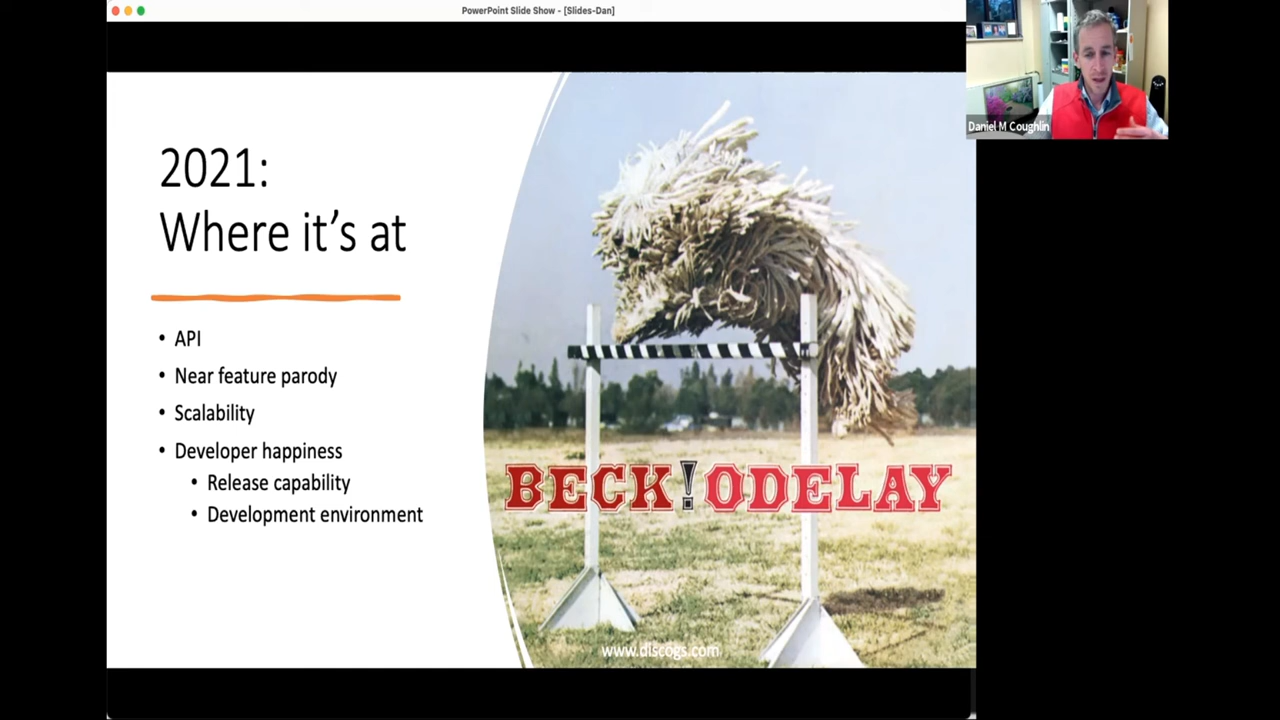 PowerPoint Slide Show - [Slides-Dan]
Daniel M Coughlin
2021:
Where it's at
• API
• Near feature parody
• Scalability
• Developer happiness
• Release capability
• Development environment
BECK!ODELAY
www.discogs.com